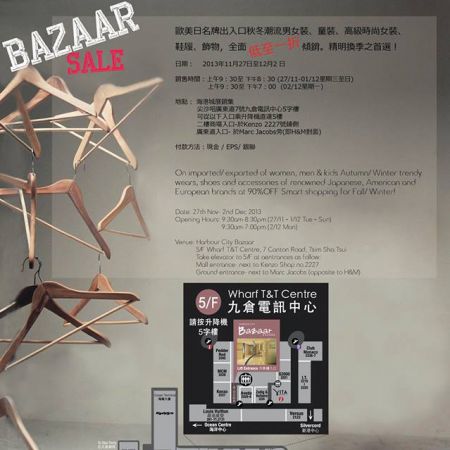 BAZAAR
SALE
歐美日名牌出入口秋冬潮流男女裝、童裝、高級時尚女裝、
鞋履、飾物，全面 低至一折 傾銷，精明換季之首選！
日期： 2013年11月27日至12月2 日
銷售時間：上午9：30至 下午8：30 (27/11-01/12星期三至日)
上午9：30至 下午7：00 (02/12星期一)
地點： 海港城展銷集
尖沙咀廣東道7號九倉電訊中心5字樓
可從以下入口乘升降機直達5樓
二樓商場入口-於Kenzo 2227號舖側
廣東道入口- 於Marc Jacobs旁(即H&M對面)
付款方法：現金 / EPS/ 銀聯
On imported/exported of women, men & kids Autumn/ Winter trendy
wears, shoes and accessories of renowned Japanese, American and
European brands at 90%OFF Smart shopping for Fall/ Winter!
Date: 27th Nov- 2nd Dec 2013
Opening Hours: 9:30am-8:30pm (27/11 - 1/12 Tue - Sun)
9:30am-7:00pm (2/12 Mon)
Venue: Harbour City Bazaar
5/F Wharf T&T Centre, 7 Canton Road, Tsim Sha Tsui
Take elevator to 5/F at aentrances as follow:
Mall entrance- next to Kenzo Shop no.2227
Ground entrance- next to Marc Jacobs (opposite to H&M)
5/F
Wharf T&T Centre
九倉電訊中心
請按升降機
5字樓
Bazaar
Lift Entrance
Club
Monaco
MCM
Kenzo
I.T.
VITA
Louis Vuitton
Versus
Ocean Centre
海洋中心
Silvercord
新港中心